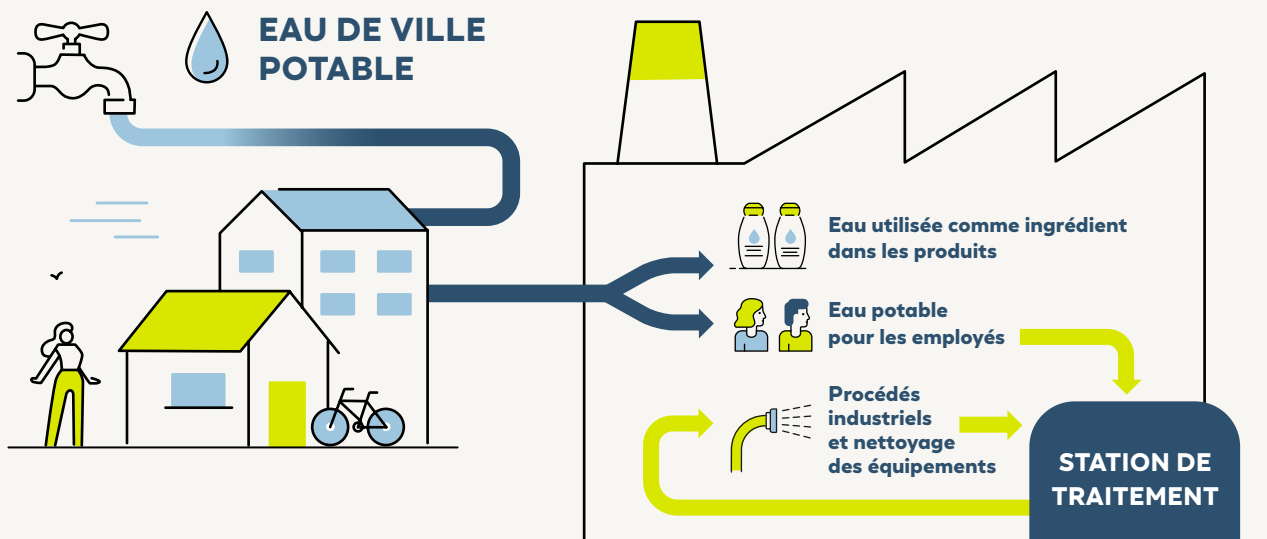 EAU DE VILLE
POTABLE
Eau utilisée comme ingrédient
dans les produits
Eau potable
pour les employés
Procédés
industriels
et nettoyage
des équipements
STATION DE
TRAITEMENT